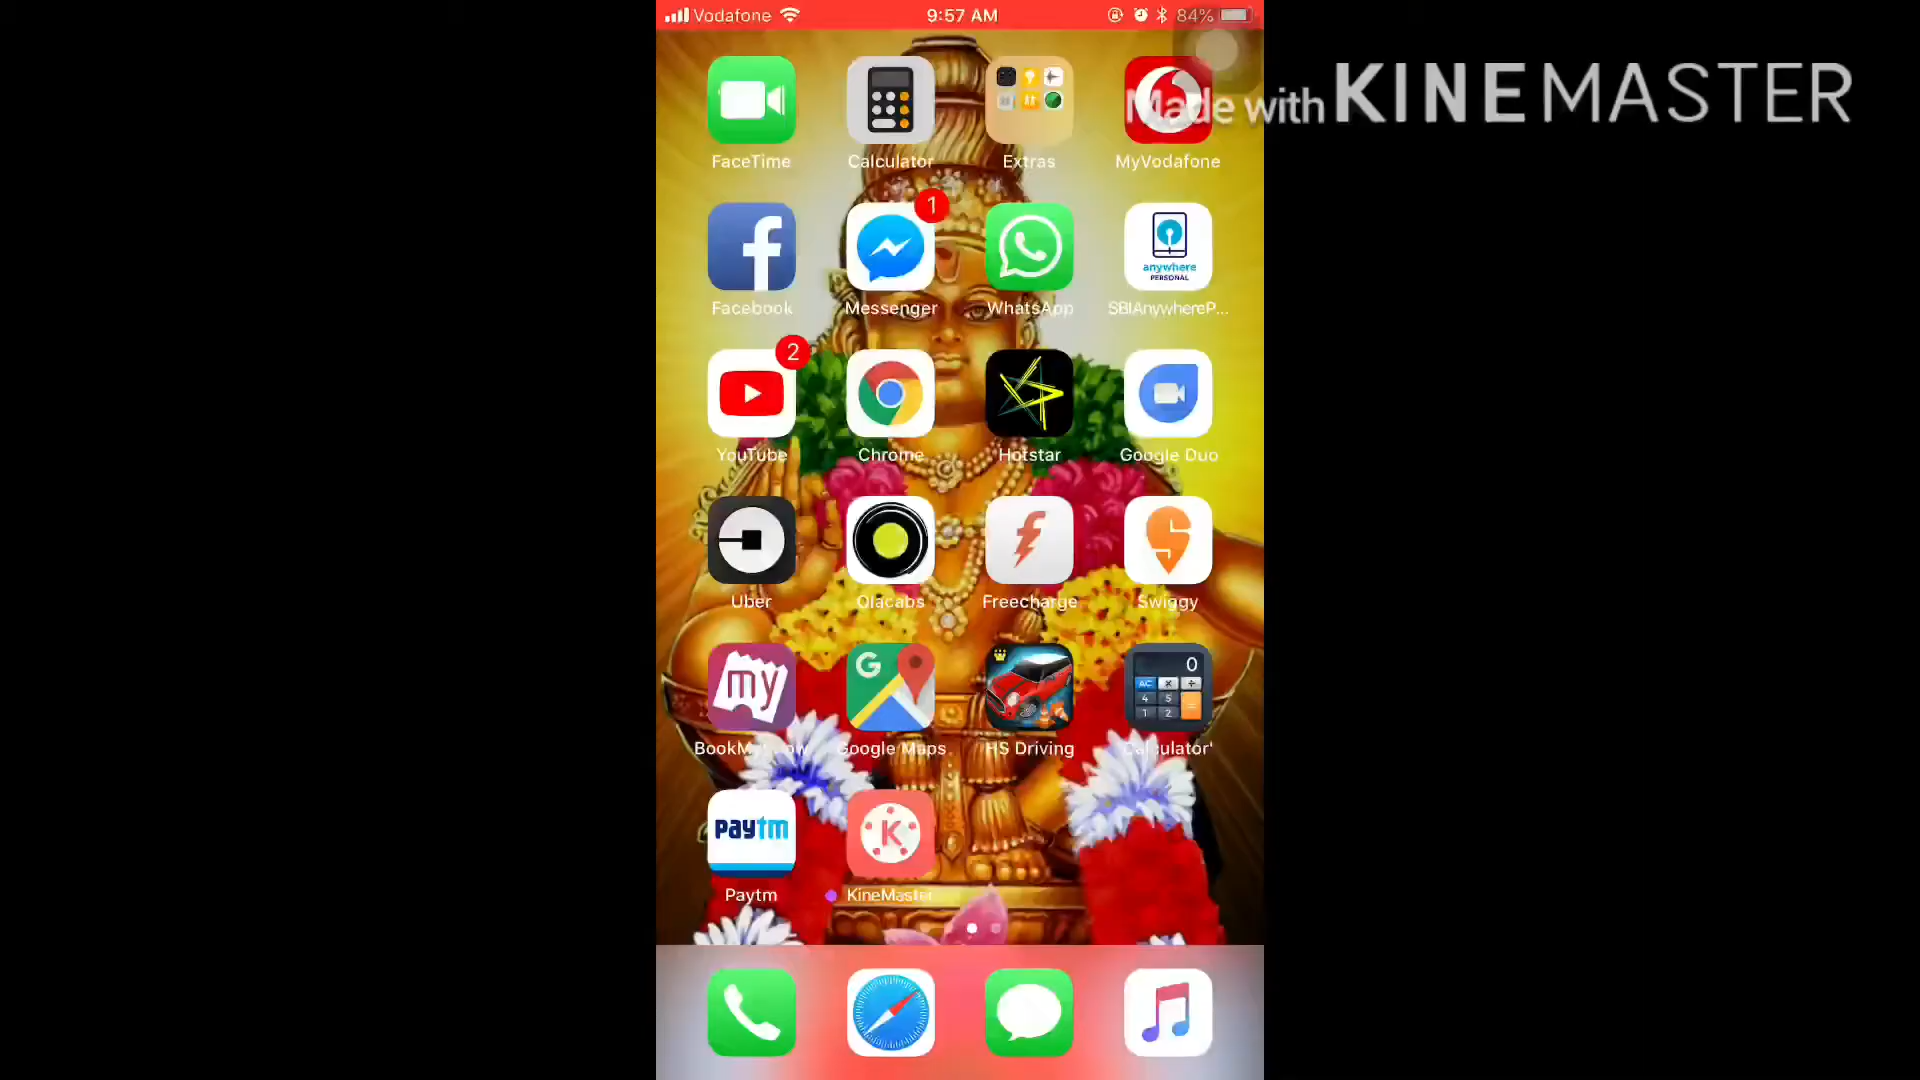 Vodafone 9:57 AM 84%
Made with KINEMASTER
FaceTime Calculator Extras MyVodafone
1
anywhere
PERSONAL
Facebook Messenger WhatsApp SBIAnywhereP...
2
YouTube Chrome Hotstar Google Duo
Uber Olacabs Freecharge Swiggy
my G 0
AC × ÷
4 5
1 2 =
BookMyShow Google Maps HS Driving Calculator'
paytm K
Paytm KineMaster